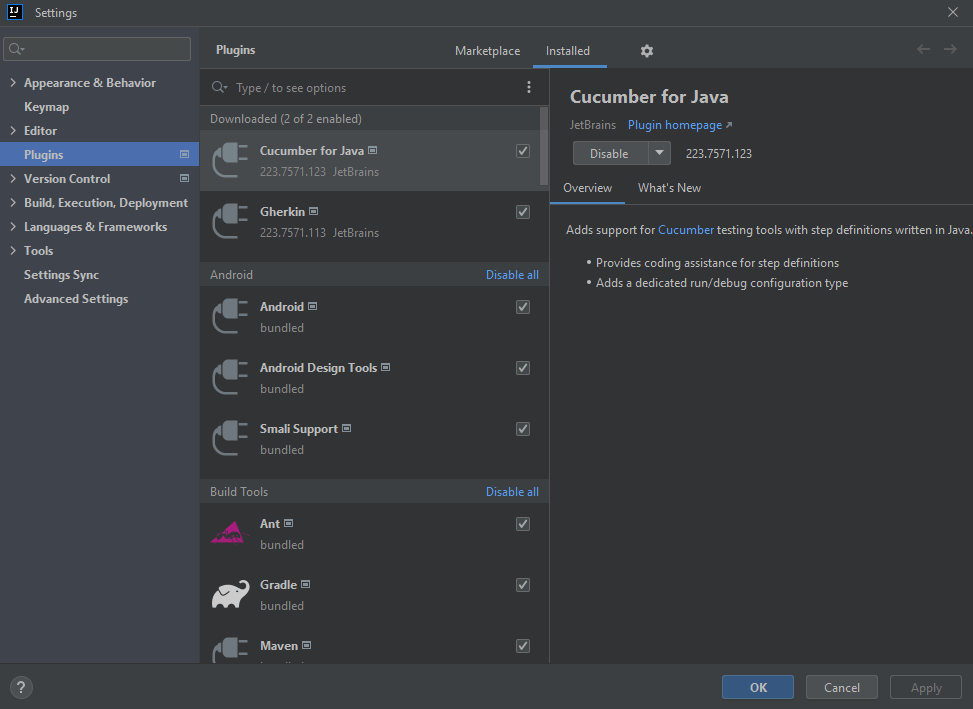 IJ
Settings
Appearance & Behavior
Keymap
Editor
Plugins
Version Control
Build, Execution, Deployment
Languages & Frameworks
Tools
Settings Sync
Advanced Settings
Plugins
Marketplace
Installed
Type / to see options
Downloaded (2 of 2 enabled)
Cucumber for Java
223.7571.123 JetBrains
Gherkin
223.7571.113 JetBrains
Android Disable all
Android
bundled
Android Design Tools
bundled
Smali Support
bundled
Build Tools Disable all
Ant
bundled
Gradle
bundled
Maven
Cucumber for Java
JetBrains Plugin homepage ↗
Disable 223.7571.123
Overview What's New
Adds support for Cucumber testing tools with step definitions written in Java.
• Provides coding assistance for step definitions
• Adds a dedicated run/debug configuration type
?
OK
Cancel
Apply